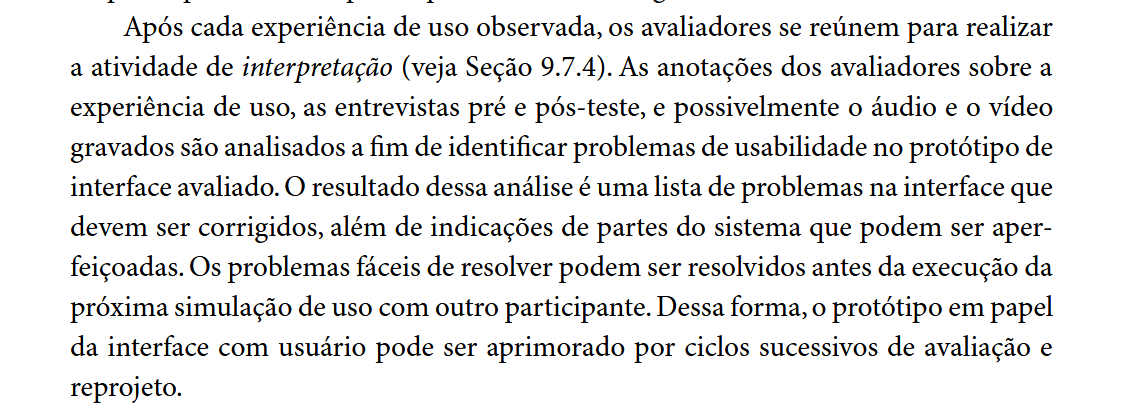 Após cada experiência de uso observada, os avaliadores se reúnem para realizar
a atividade de interpretação (veja Seção 9.7.4). As anotações dos avaliadores sobre a
experiência de uso, as entrevistas pré e pós-teste, e possivelmente o áudio e o vídeo
gravados são analisados a fim de identificar problemas de usabilidade no protótipo de
interface avaliado. O resultado dessa análise é uma lista de problemas na interface que
devem ser corrigidos, além de indicações de partes do sistema que podem ser aper-
feiçoadas. Os problemas fáceis de resolver podem ser resolvidos antes da execução da
próxima simulação de uso com outro participante. Dessa forma, o protótipo em papel
da interface com usuário pode ser aprimorado por ciclos sucessivos de avaliação e
reprojeto.